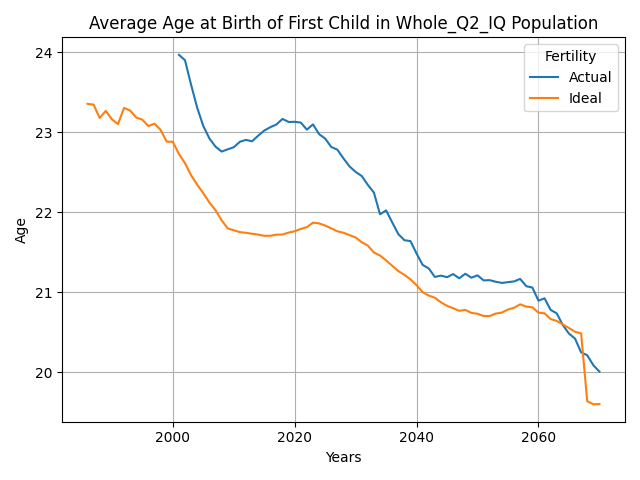 Average Age at Birth of First Child in Whole_Q2_IQ Population
Fertility
Actual
Ideal
Age
24
23
22
21
20
2000
2020
2040
2060
Years